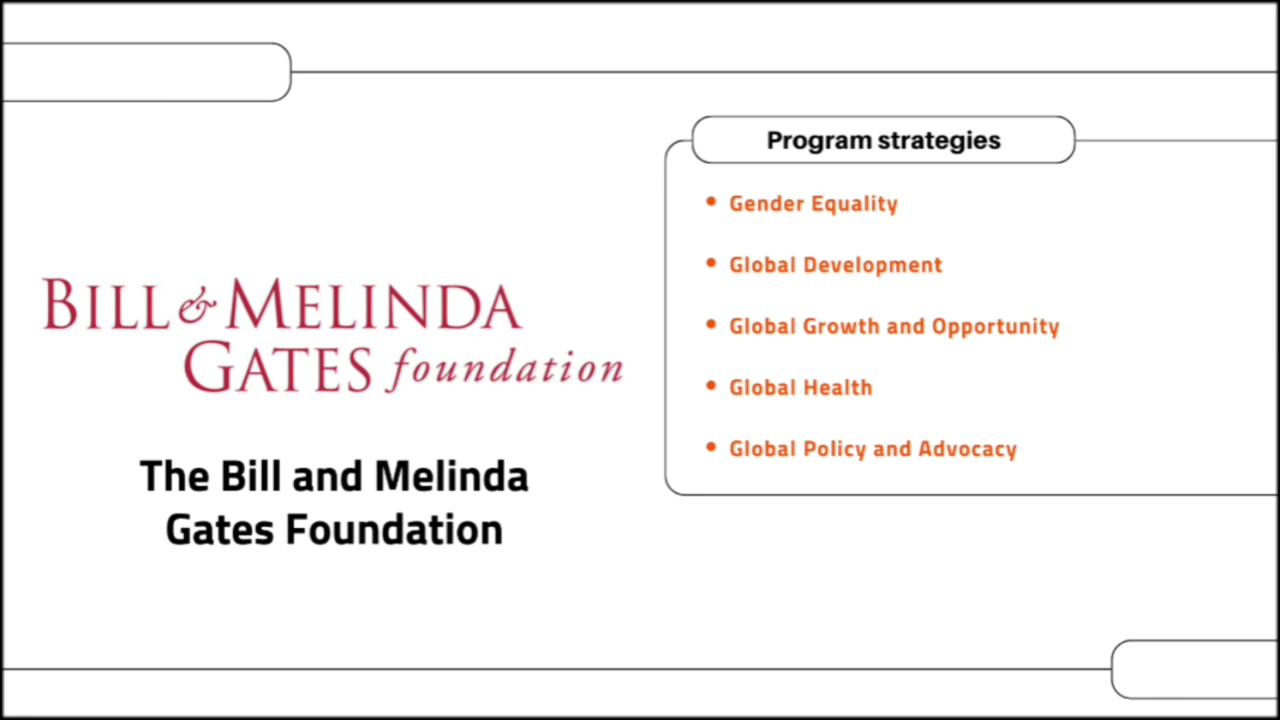 BILL & MELINDA
GATES foundation
The Bill and Melinda
Gates Foundation
Program strategies
• Gender Equality
• Global Development
• Global Growth and Opportunity
• Global Health
• Global Policy and Advocacy